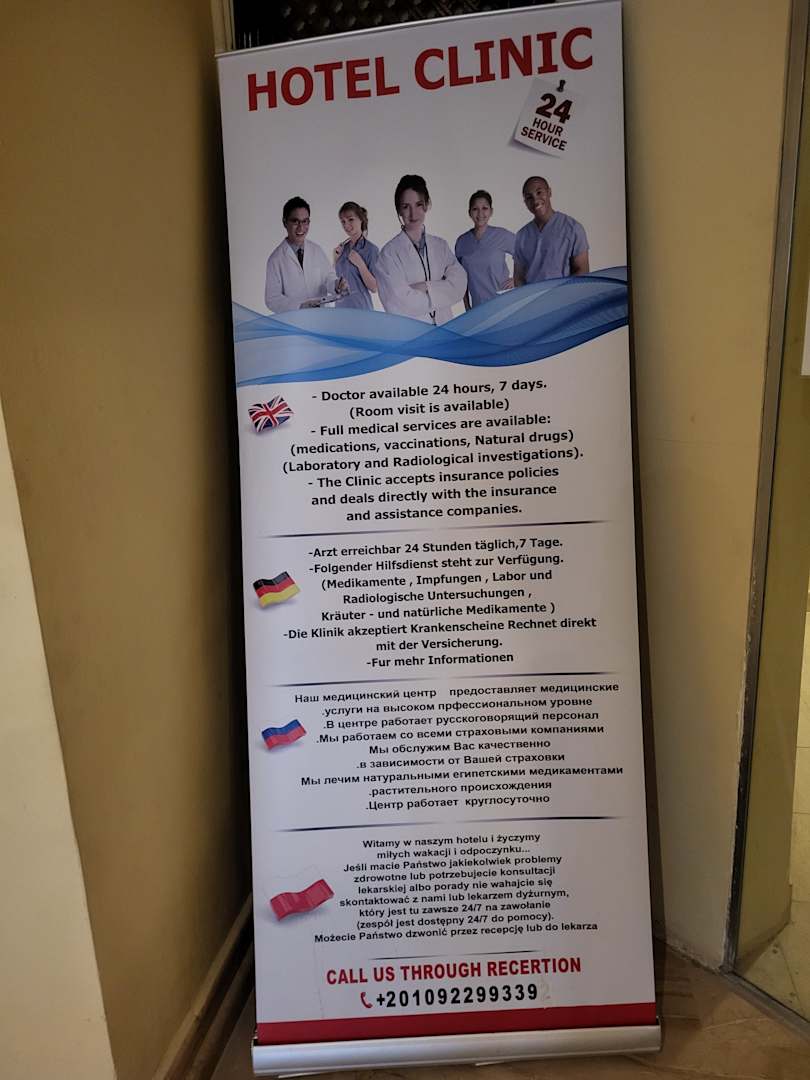 HOTEL CLINIC
24
HOUR
SERVICE
- Doctor available 24 hours, 7 days.
(Room visit is available)
- Full medical services are available:
(medications, vaccinations, Natural drugs)
(Laboratory and Radiological investigations).
- The Clinic accepts insurance policies
and deals directly with the insurance
and assistance companies.
-Arzt erreichbar 24 Stunden täglich,7 Tage.
-Folgender Hilfsdienst steht zur Verfügung.
(Medikamente , Impfungen , Labor und
Radiologische Untersuchungen ,
Kräuter - und natürliche Medikamente )
-Die Klinik akzeptiert Krankenscheine Rechnet direkt
mit der Versicherung.
-Fur mehr Informationen
Наш медицинский центр предоставляет медицинские
.услуги на высоком прфессиональном уровне
.В центре работает русскоговорящий персонал
.Мы работаем со всеми страховыми компаниями
Мы обслужим Вас качественно
.в зависимости от Вашей страховки
Мы лечим натуральными египетскими медикаментами
.растительного происхождения
.Центр работает круглосуточно
Witamy w naszym hotelu i życzymy
miłych wakacji i odpoczynku...
Jeśli macie Państwo jakiekolwiek problemy
zdrowotne lub potrzebujecie konsultacji
lekarskiej albo porady nie wahajcie się
skontaktować z nami lub lekarzem dyżurnym,
który jest tu zawsze 24/7 na zawołanie
(zespół jest dostępny 24/7 do pomocy).
Możecie Państwo dzwonić przez recepcję lub do lekarza
CALL US THROUGH RECERTION
+201092299339